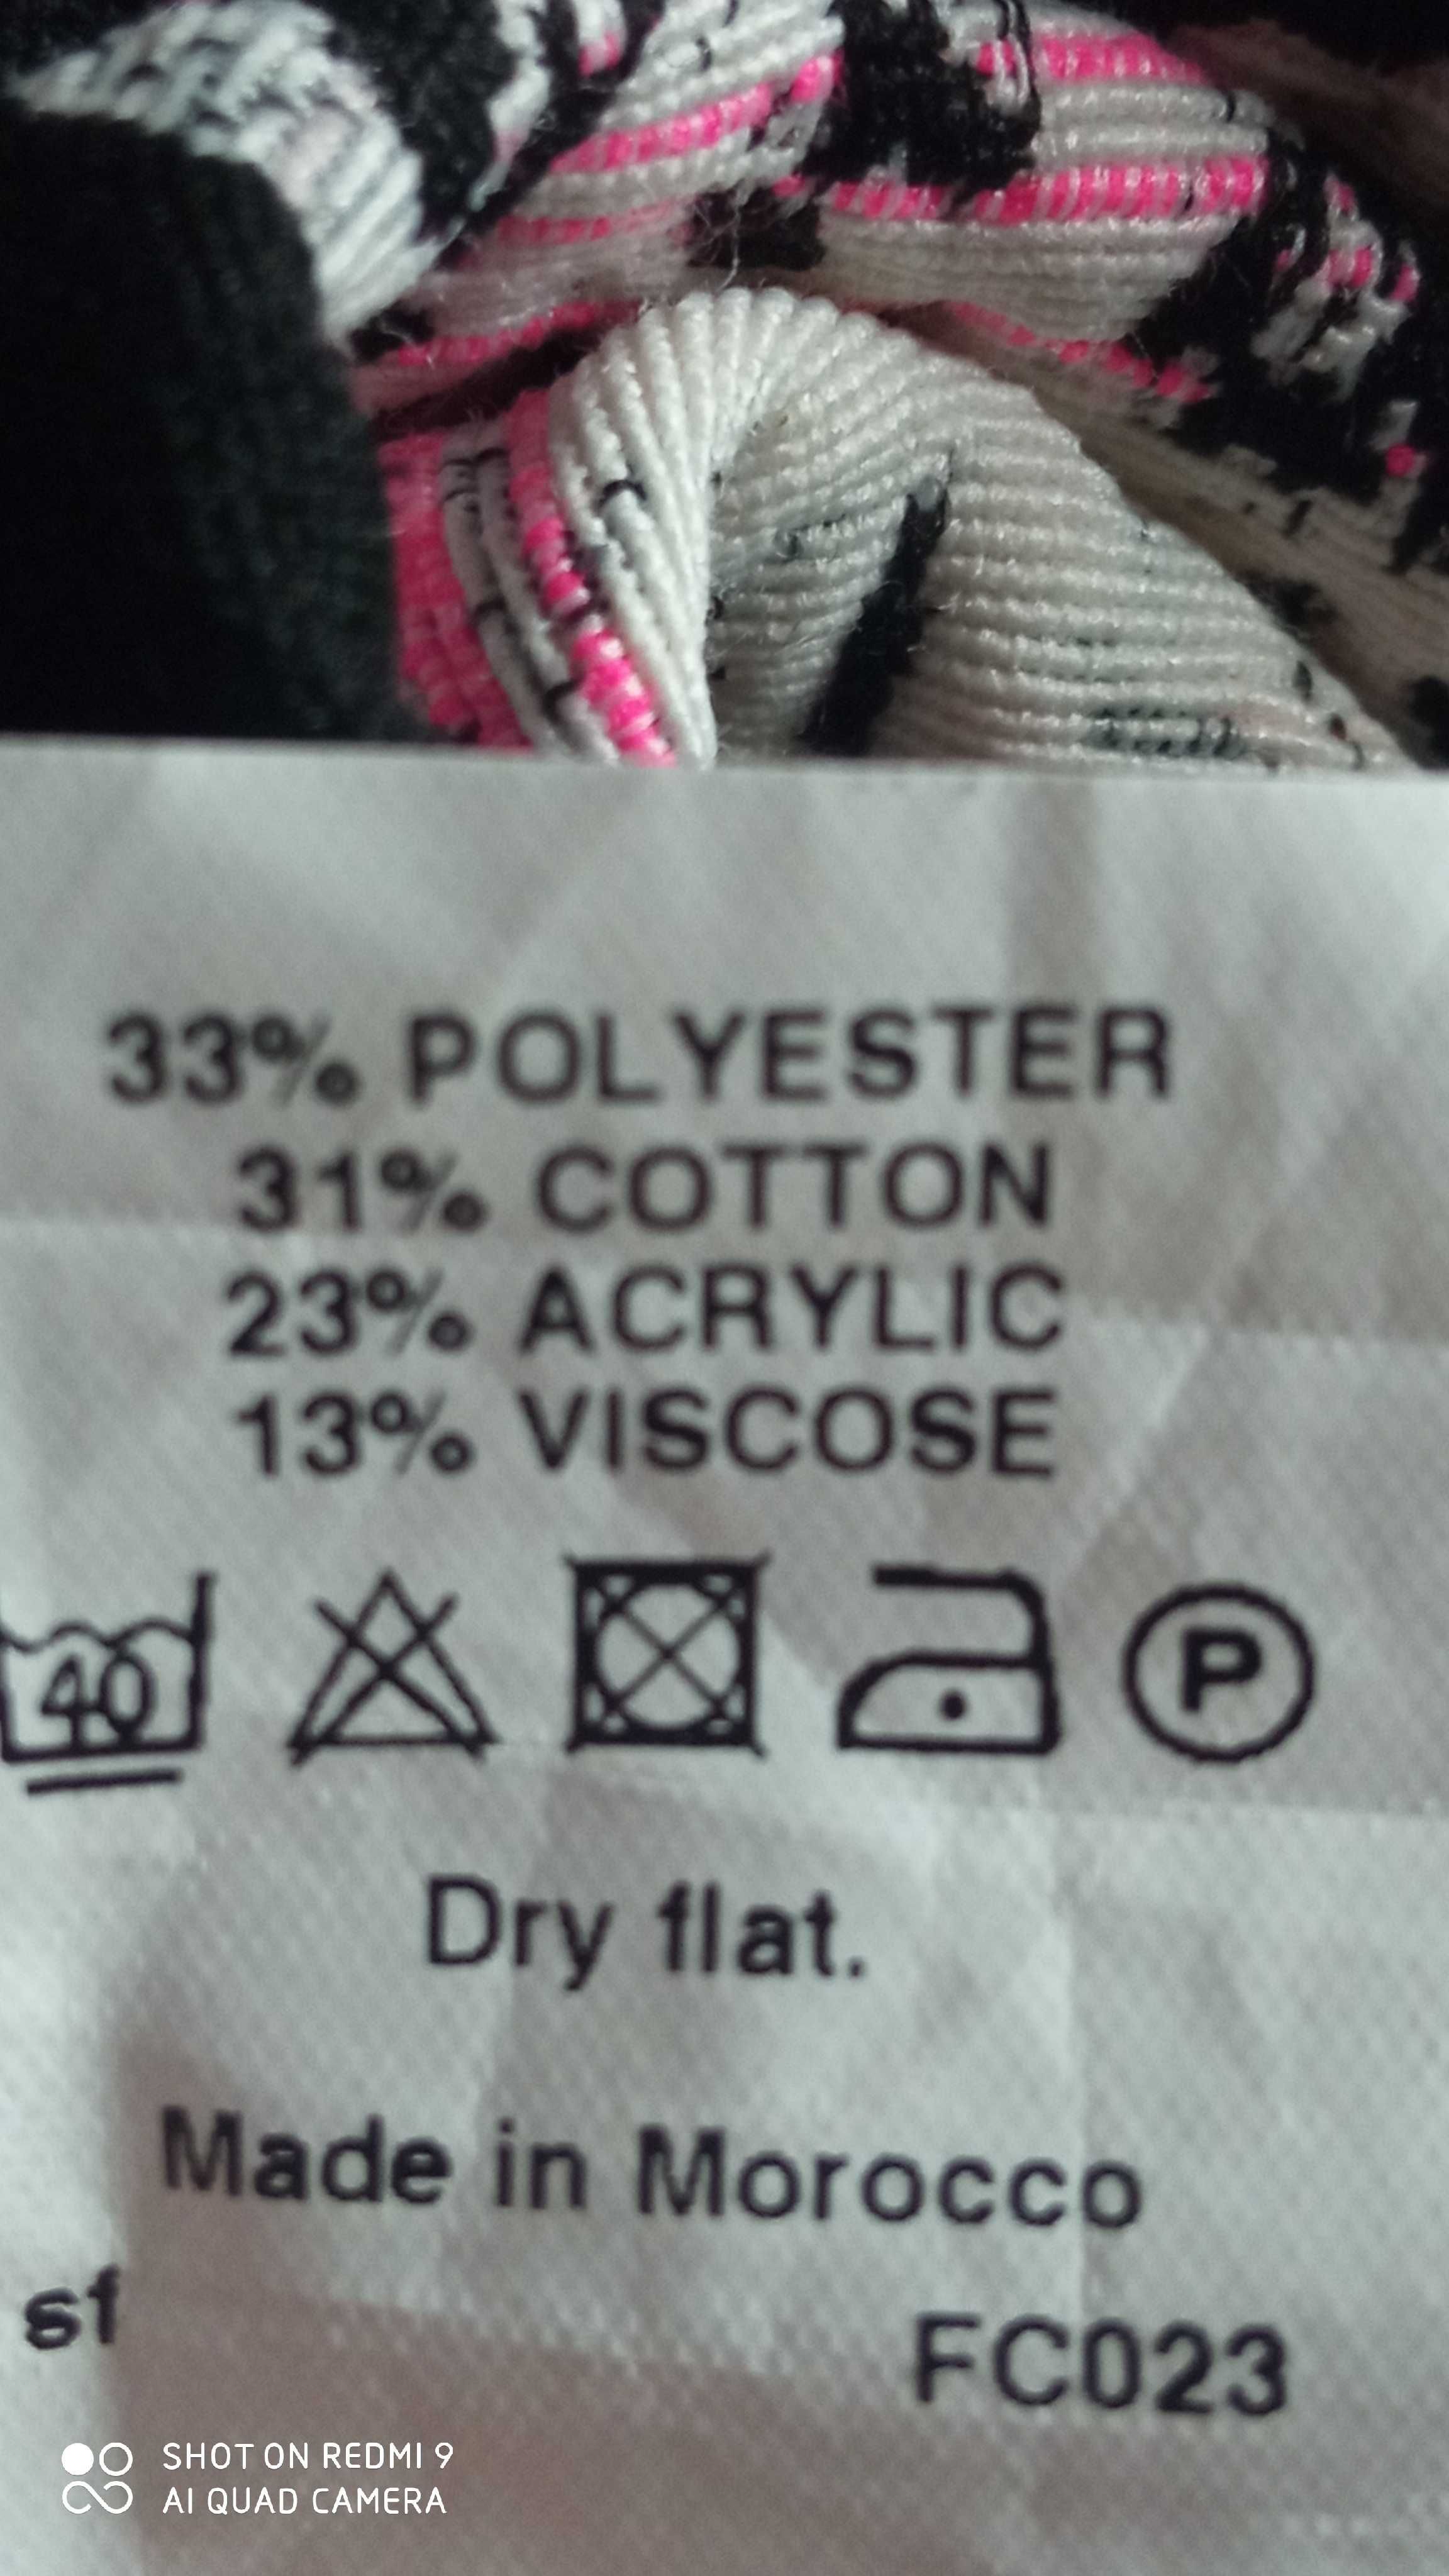 33% POLYESTER
31% COTTON
23% ACRYLIC
13% VISCOSE
40 P
Dry flat.
Made in Morocco
sf
FC023
SHOT ON REDMI 9
AI QUAD CAMERA